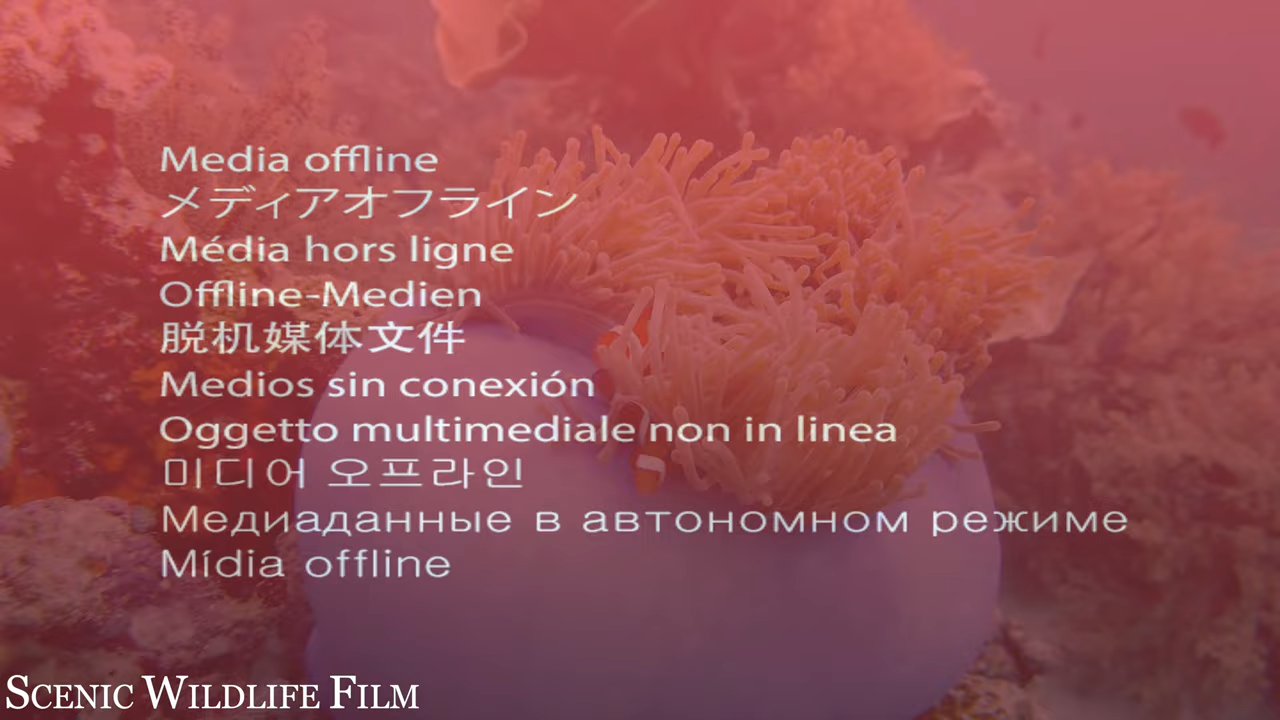 Media offline
メディアオフライン
Média hors ligne
Offline-Medien
脱机媒体文件
Medios sin conexión
Oggetto multimediale non in linea
미디어 오프라인
Медиаданные в автономном режиме
Mídia offline
SCENIC WILDLIFE FILM